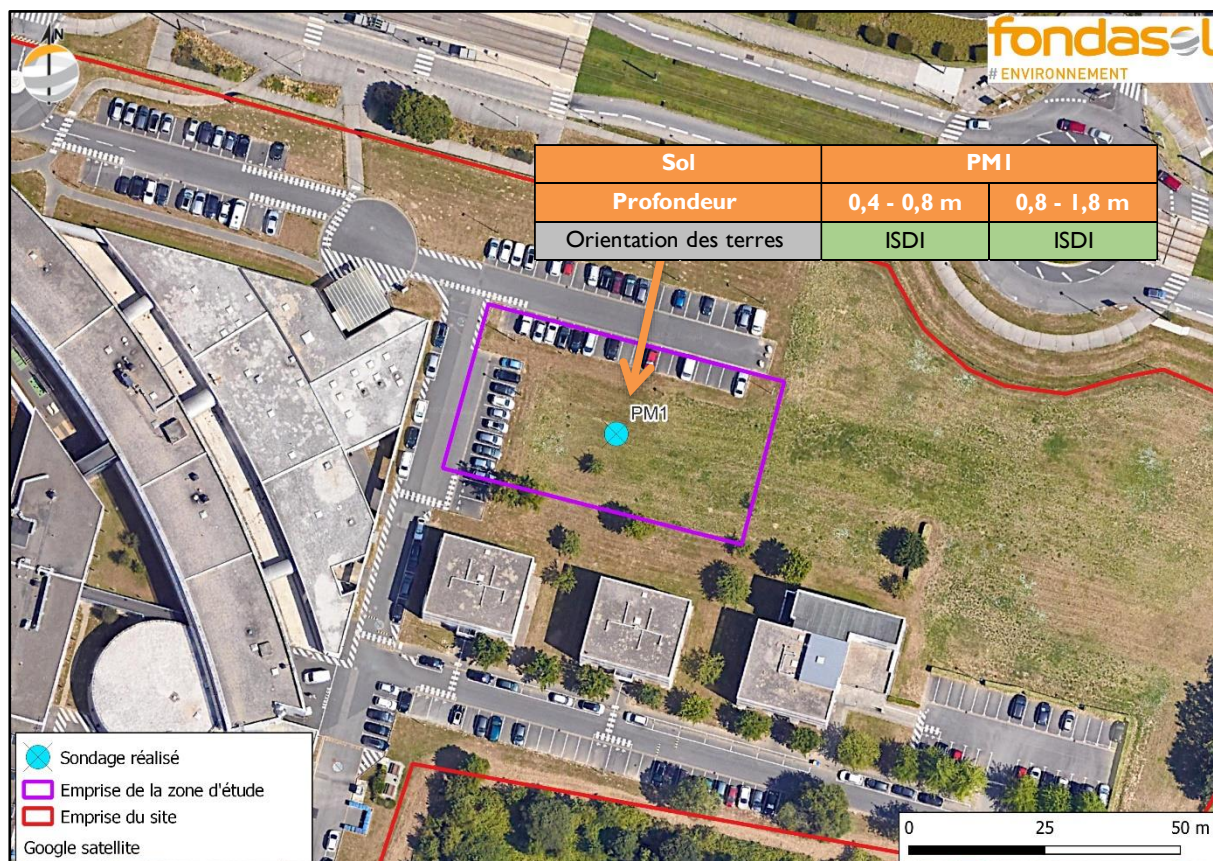 N
fondasol
# ENVIRONNEMENT
Sol PM1
Profondeur 0,4 - 0,8 m 0,8 - 1,8 m
Orientation des terres ISDI ISDI
PM1
Sondage réalisé
Emprise de la zone d'étude
Emprise du site
Google satellite
0 25 50 m